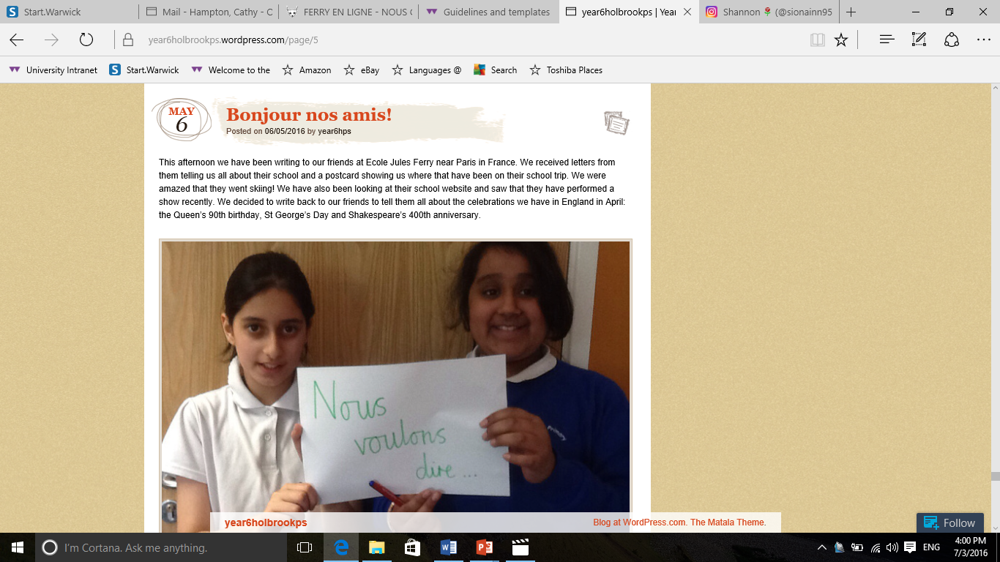 Start.Warwick
Mail - Hampton, Cathy - O
FERRY EN LIGNE - NOUS
Guidelines and templates
year6holbrookps | Year
Shannon 🌹 (@sionainn95
year6holbrookps.wordpress.com/page/5
University Intranet
Start.Warwick
Welcome to the
Amazon
eBay
Languages @
Search
Toshiba Places
MAY
6
Bonjour nos amis!
Posted on 06/05/2016 by year6hps
This afternoon we have been writing to our friends at Ecole Jules Ferry near Paris in France. We received letters from
them telling us all about their school and a postcard showing us where that have been on their school trip. We were
amazed that they went skiing! We have also been looking at their school website and saw that they have performed a
show recently. We decided to write back to our friends to tell them all about the celebrations we have in England in April:
the Queen's 90th birthday, St George's Day and Shakespeare's 400th anniversary.
Nous
voulons
dire ...
Primary
year6holbrookps
Blog at WordPress.com. The Matala Theme.
Follow
I'm Cortana. Ask me anything.
ENG
4:00 PM
7/3/2016